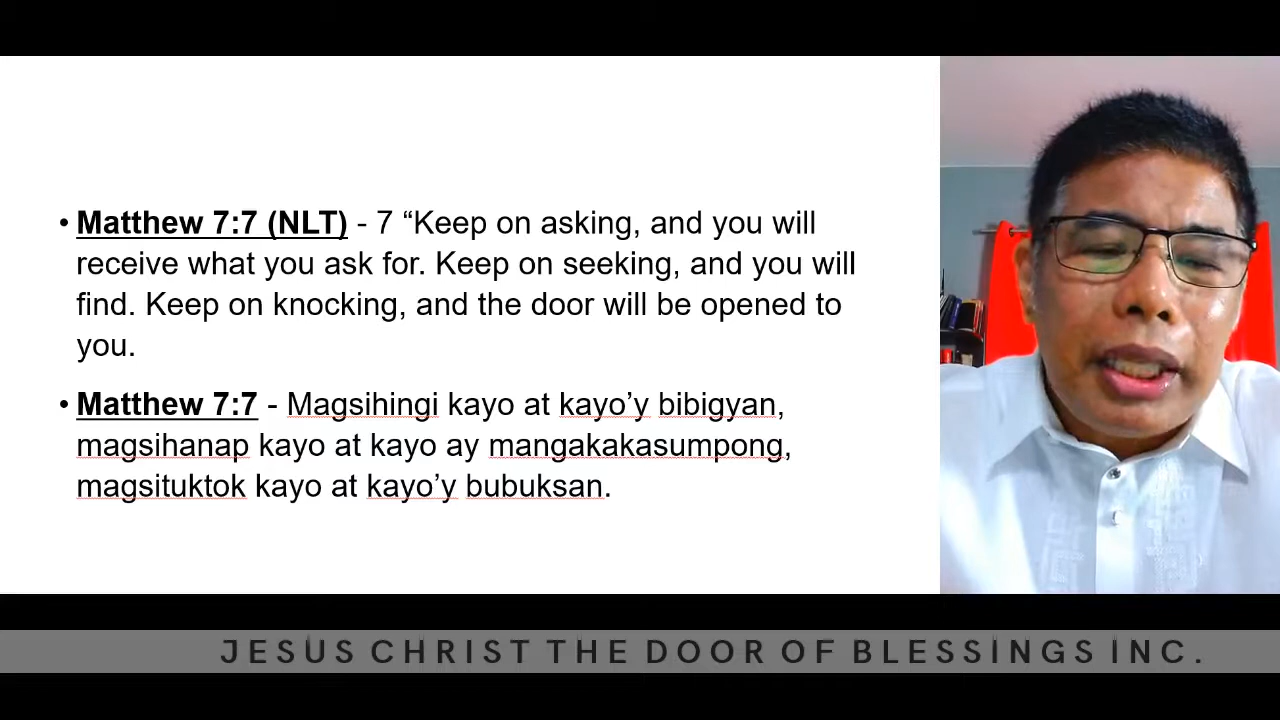 • Matthew 7:7 (NLT) - 7 “Keep on asking, and you will
receive what you ask for. Keep on seeking, and you will
find. Keep on knocking, and the door will be opened to
you.
• Matthew 7:7 - Magsihingi kayo at kayo’y bibigyan,
magsihanap kayo at kayo ay mangakakasumpong,
magsituktok kayo at kayo’y bubuksan.
JESUS CHRIST THE DOOR OF BLESSINGS INC.